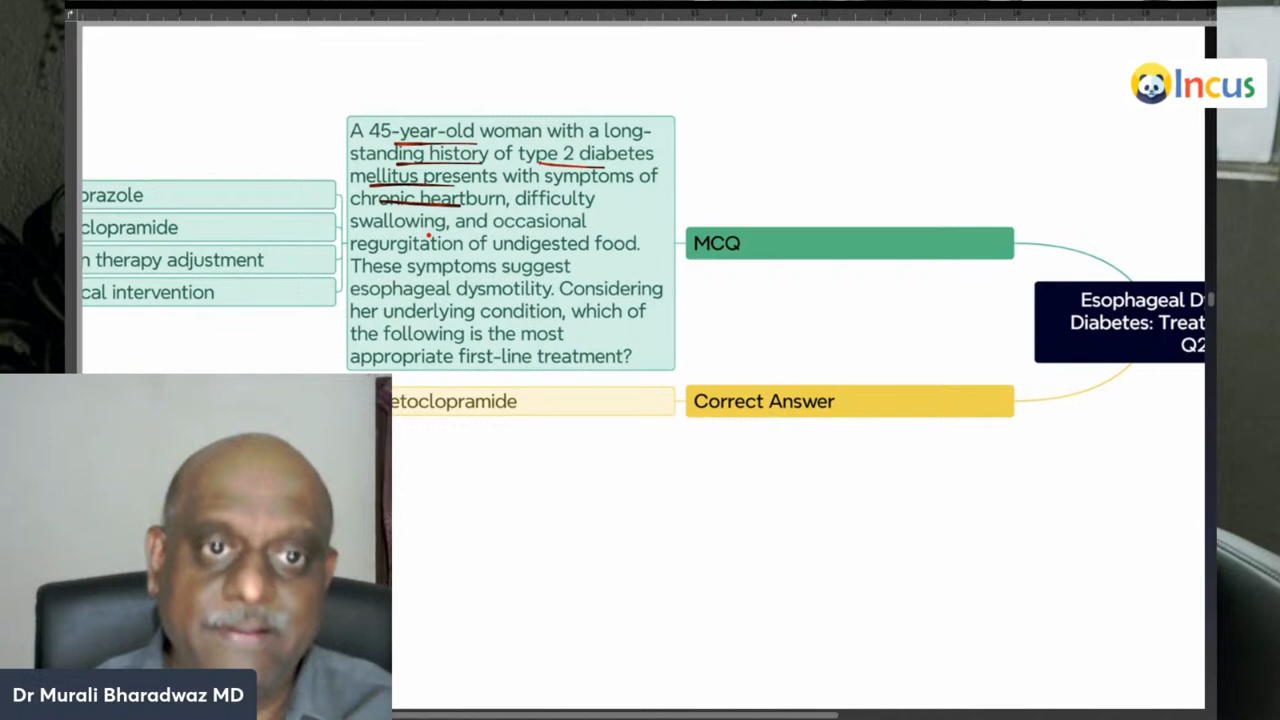 Incus
A 45-year-old woman with a long-
standing history of type 2 diabetes
mellitus presents with symptoms of
chronic heartburn, difficulty
swallowing, and occasional
regurgitation of undigested food.
These symptoms suggest
esophageal dysmotility. Considering
her underlying condition, which of
the following is the most
appropriate first-line treatment?
prazole
clopramide
n therapy adjustment
cal intervention
MCQ
Esophageal D
Diabetes: Treat
Q2
etoclopramide
Correct Answer
Dr Murali Bharadwaz MD